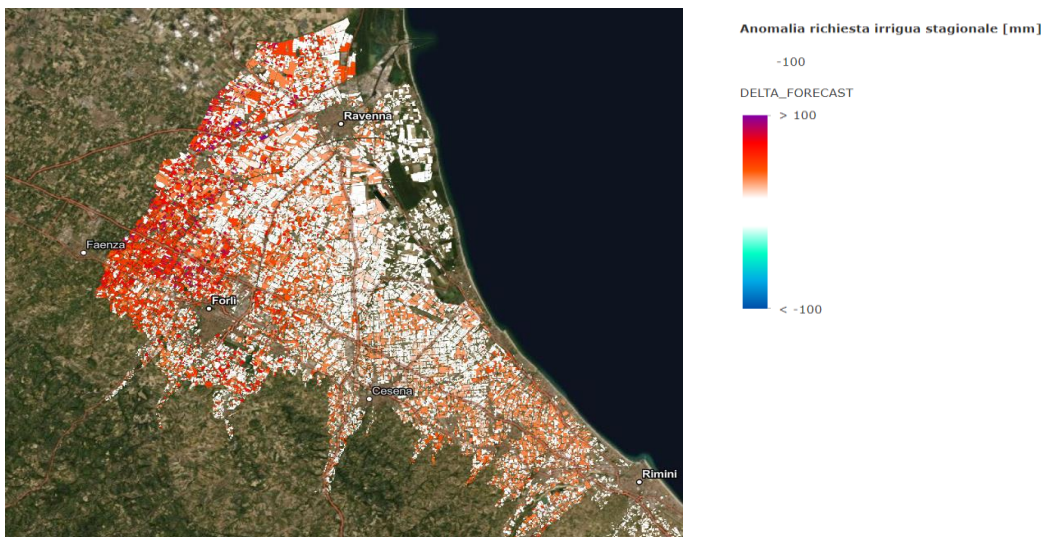 Anomalia richiesta irrigua stagionale [mm]
-100
DELTA_FORECAST
> 100
< -100
Ravenna
Faenza
Forlì
Cesena
Rimini